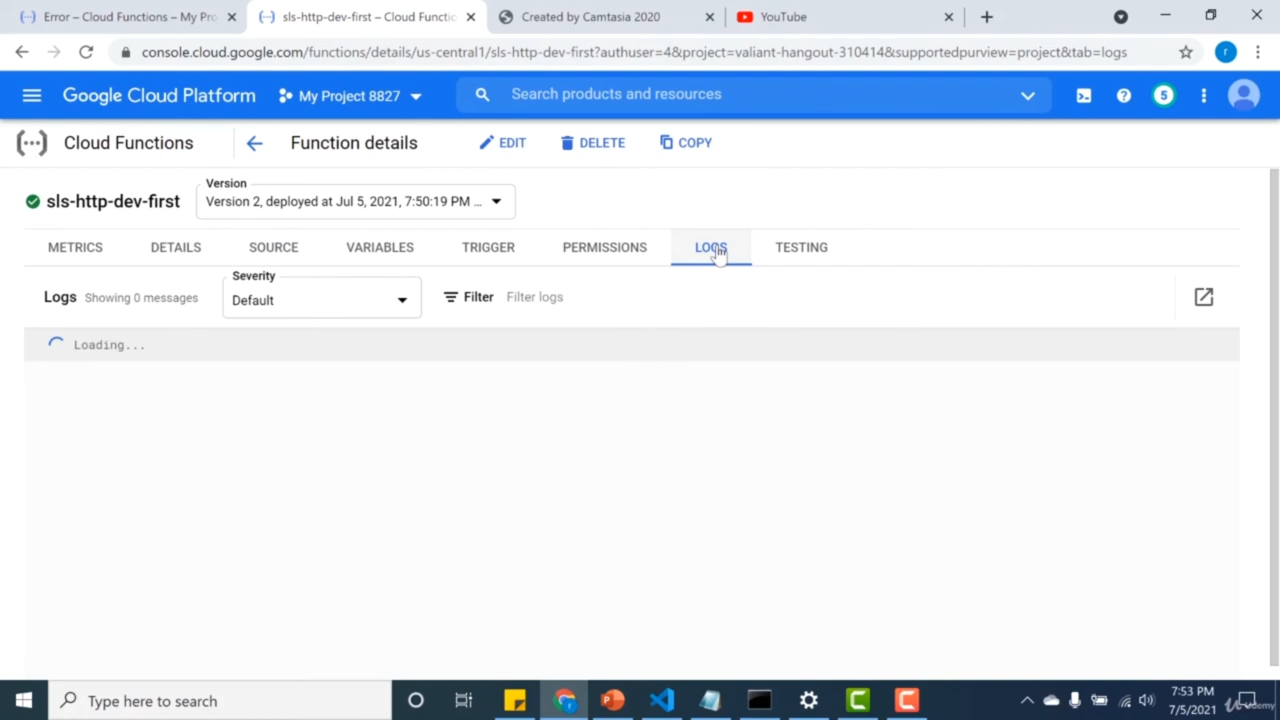 Error – Cloud Functions – My Pro
sls-http-dev-first – Cloud Functio
Created by Camtasia 2020
YouTube
console.cloud.google.com/functions/details/us-central1/sls-http-dev-first?authuser=4&project=valiant-hangout-310414&supportedpurview=project&tab=logs
r
Google Cloud Platform
My Project 8827
Search products and resources
5
Cloud Functions
Function details
EDIT
DELETE
COPY
sls-http-dev-first
Version
Version 2, deployed at Jul 5, 2021, 7:50:19 PM ...
METRICS
DETAILS
SOURCE
VARIABLES
TRIGGER
PERMISSIONS
LOGS
TESTING
Logs
Showing 0 messages
Severity
Default
Filter
Filter logs
Loading...
Type here to search
7:53 PM
7/5/2021
Udemy